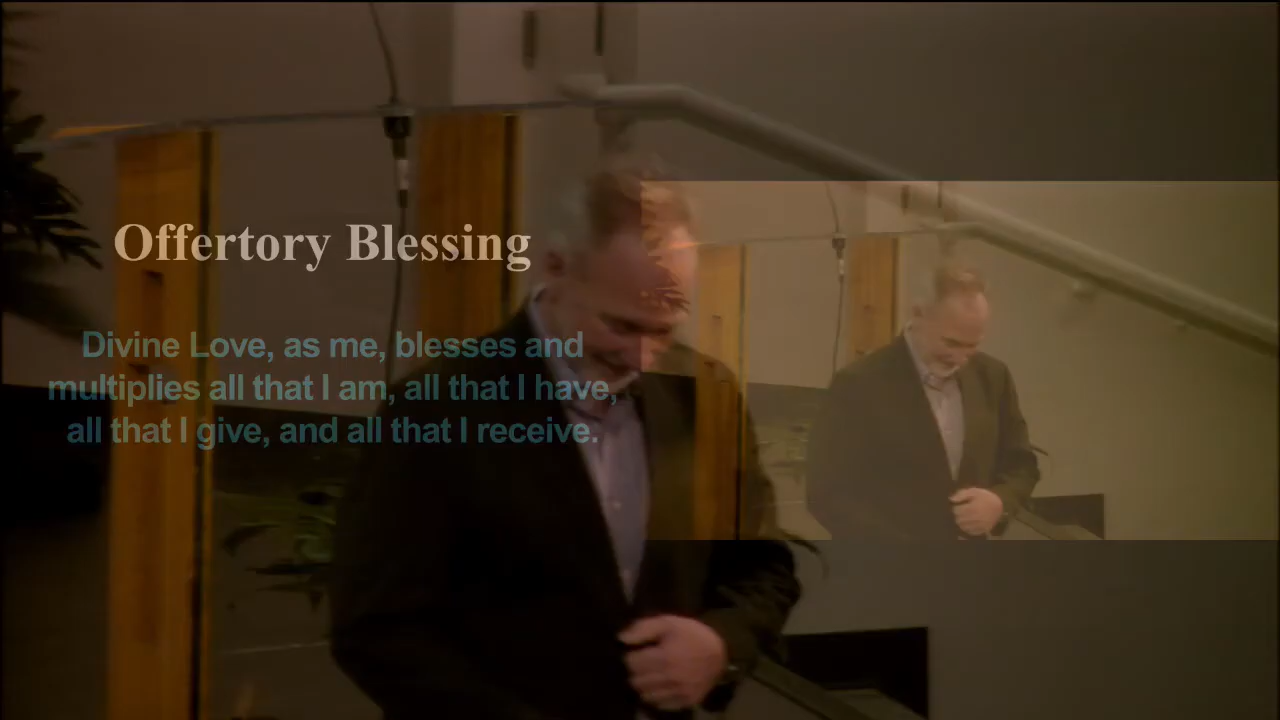 Offertory Blessing
Divine Love, as me, blesses and
multiplies all that I am, all that I have,
all that I give, and all that I receive.